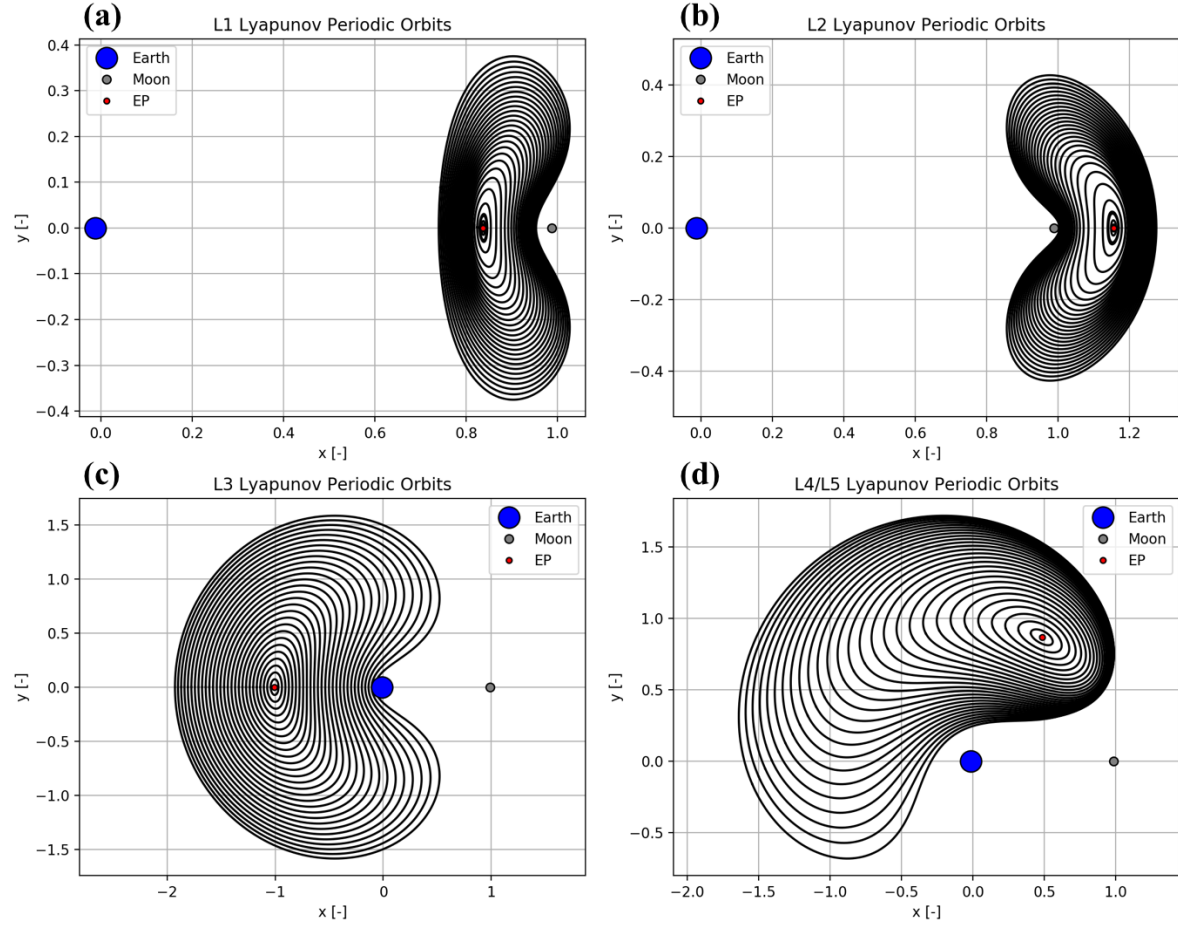 (a)
L1 Lyapunov Periodic Orbits
Earth
Moon
EP
0.4
0.3
0.2
0.1
0.0
−0.1
−0.2
−0.3
−0.4
y [-]
0.0 0.2 0.4 0.6 0.8 1.0
x [-]
(b)
L2 Lyapunov Periodic Orbits
Earth
Moon
EP
0.4
0.2
0.0
−0.2
−0.4
y [-]
0.0 0.2 0.4 0.6 0.8 1.0 1.2
x [-]
(c)
L3 Lyapunov Periodic Orbits
Earth
Moon
EP
1.5
1.0
0.5
0.0
−0.5
−1.0
−1.5
y [-]
−2 −1 0 1
x [-]
(d)
L4/L5 Lyapunov Periodic Orbits
Earth
Moon
EP
1.5
1.0
0.5
0.0
−0.5
y [-]
−2.0 −1.5 −1.0 −0.5 0.0 0.5 1.0
x [-]